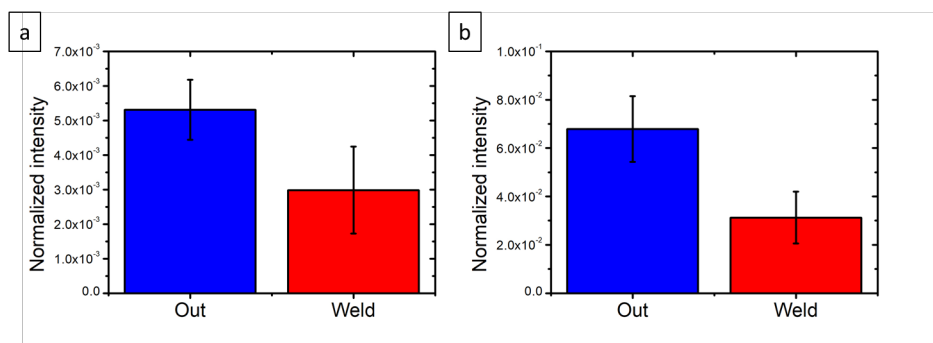 a
b
Normalized intensity
7.0x10⁻³
6.0x10⁻³
5.0x10⁻³
4.0x10⁻³
3.0x10⁻³
2.0x10⁻³
1.0x10⁻³
0.0
Out Weld
Normalized intensity
1.0x10⁻¹
8.0x10⁻²
6.0x10⁻²
4.0x10⁻²
2.0x10⁻²
0.0
Out Weld